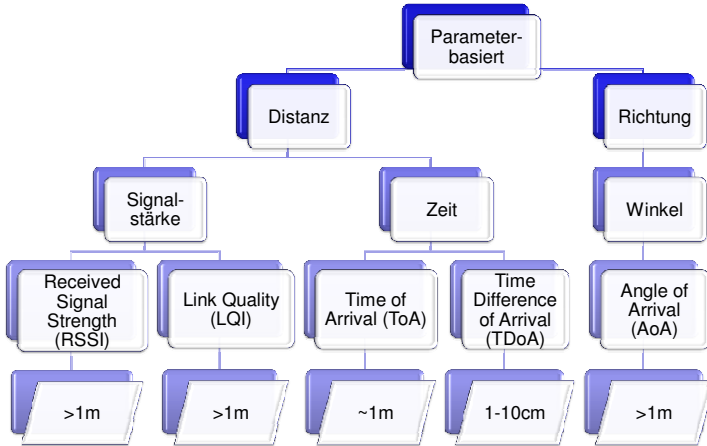 Parameter-
basiert
Distanz
Richtung
Signal-
stärke
Zeit
Winkel
Received
Signal
Strength
(RSSI)
Link Quality
(LQI)
Time of
Arrival (ToA)
Time
Difference
of Arrival
(TDoA)
Angle of
Arrival
(AoA)
>1m
>1m
~1m
1-10cm
>1m